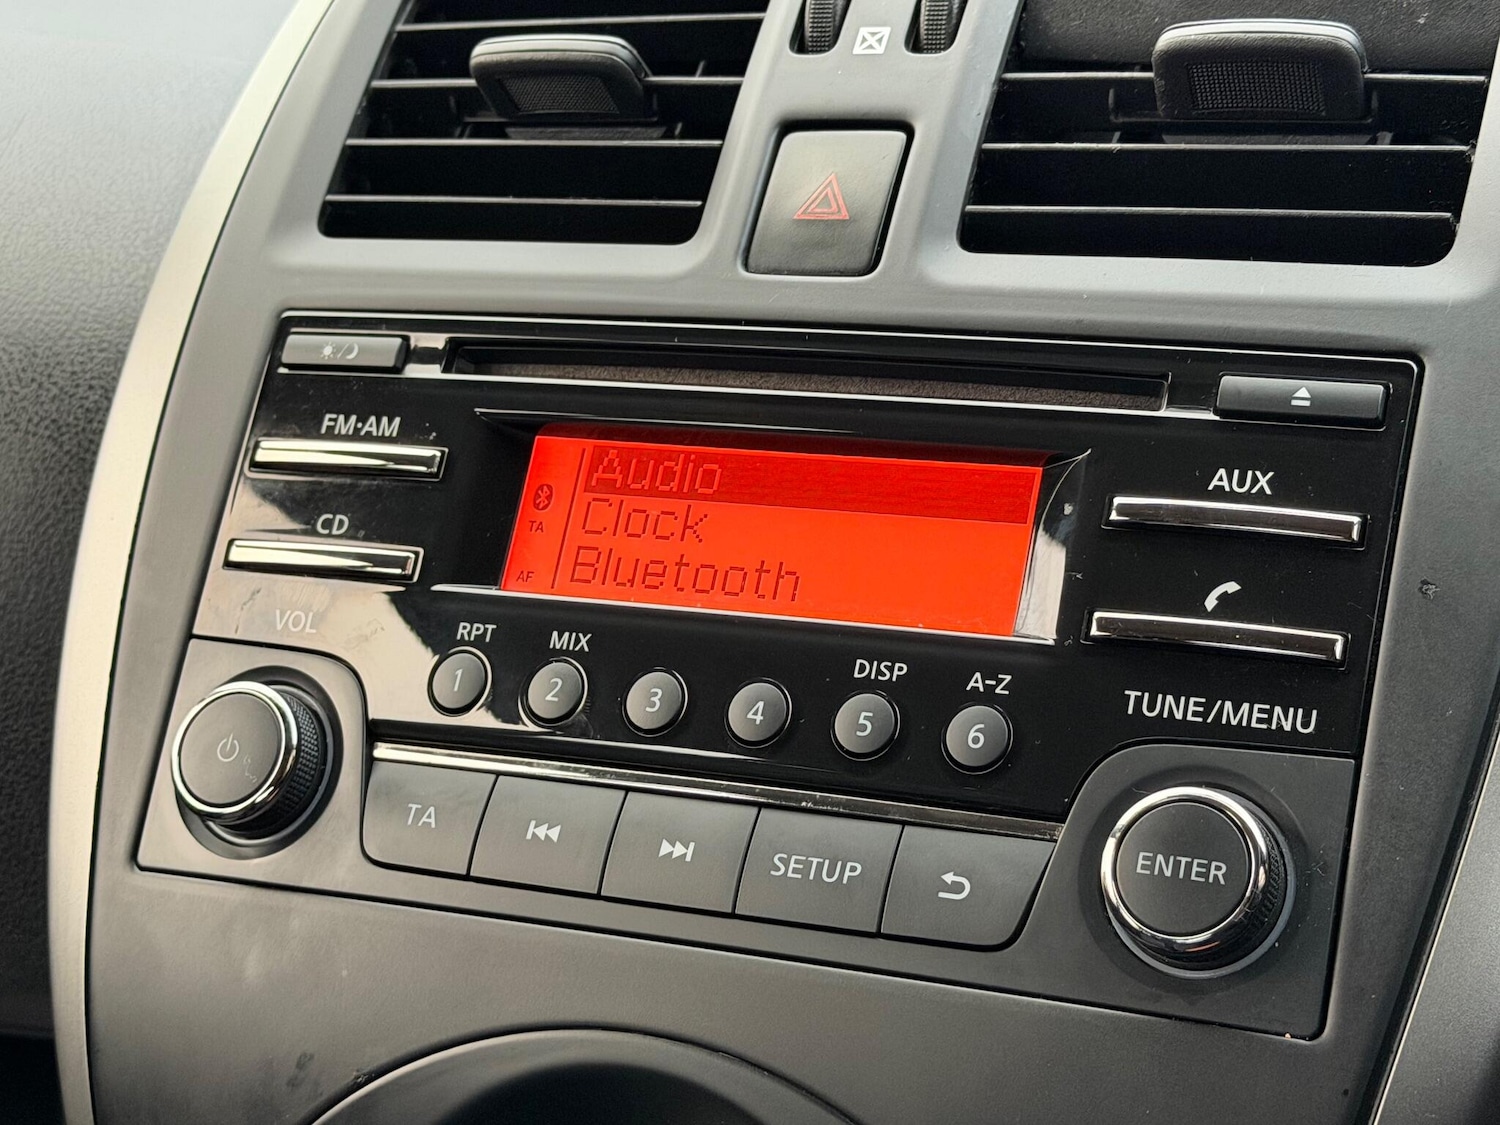 FM·AM
CD
VOL
Audio
Clock
Bluetooth
TA
AF
AUX
RPT
MIX
DISP
A-Z
1
2
3
4
5
6
TUNE/MENU
TA
SETUP
ENTER